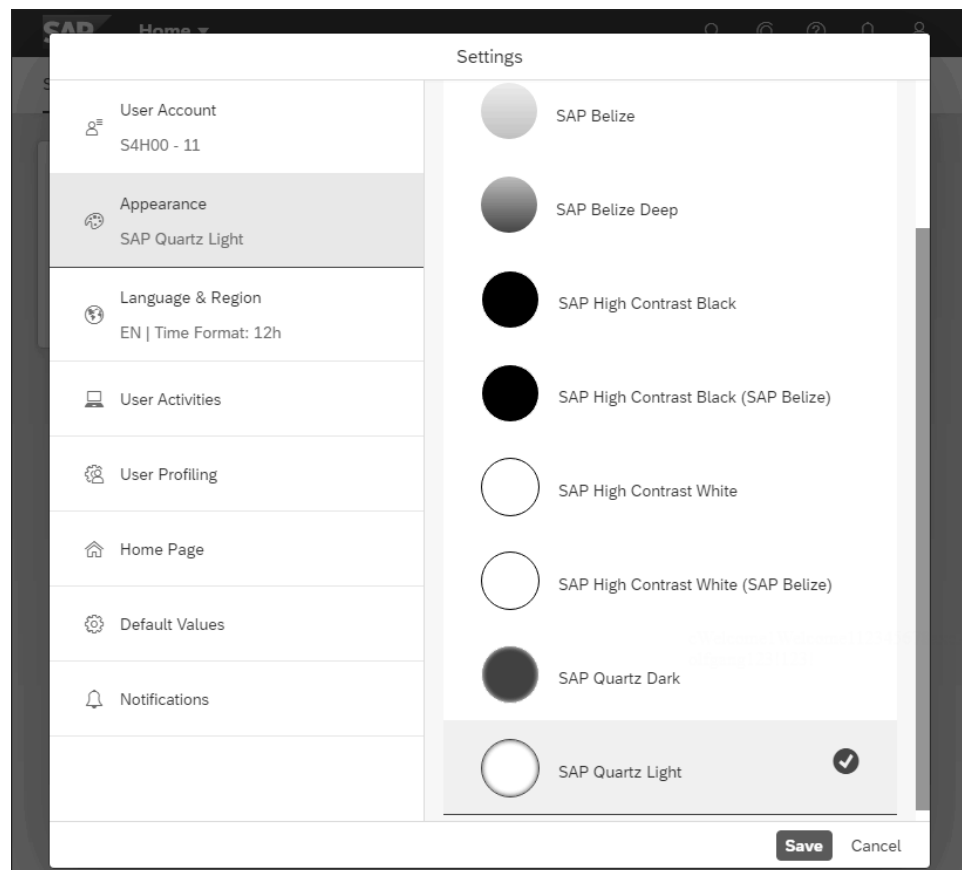 SAP Home
Settings
User Account
S4H00 - 11
Appearance
SAP Quartz Light
Language & Region
EN | Time Format: 12h
User Activities
User Profiling
Home Page
Default Values
Notifications
SAP Belize
SAP Belize Deep
SAP High Contrast Black
SAP High Contrast Black (SAP Belize)
SAP High Contrast White
SAP High Contrast White (SAP Belize)
SAP Quartz Dark
SAP Quartz Light
Save Cancel